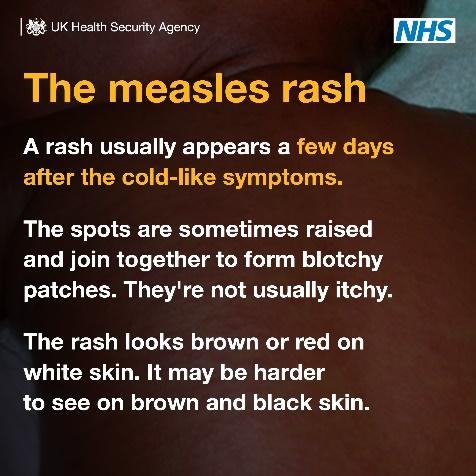 UK Health Security Agency
NHS
The measles rash
A rash usually appears a few days
after the cold-like symptoms.
The spots are sometimes raised
and join together to form blotchy
patches. They're not usually itchy.
The rash looks brown or red on
white skin. It may be harder
to see on brown and black skin.